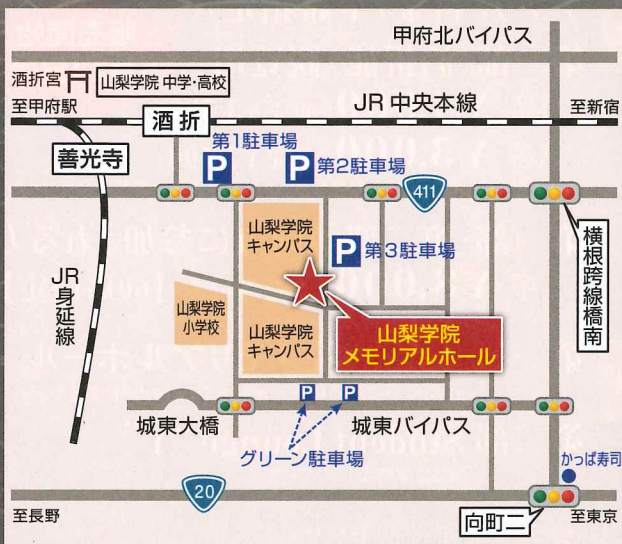 甲府北バイパス
酒折宮
山梨学院 中学・高校
至甲府駅
酒折
JR 中央本線
至新宿
善光寺
第1駐車場
P
P
第2駐車場
411
山梨学院
キャンパス
P
第3駐車場
横根跨線橋南
JR
身延線
山梨学院
小学校
山梨学院
キャンパス
山梨学院
メモリアルホール
P
P
城東大橋
城東バイパス
グリーン駐車場
かっぱ寿司
20
至長野
向町二
至東京